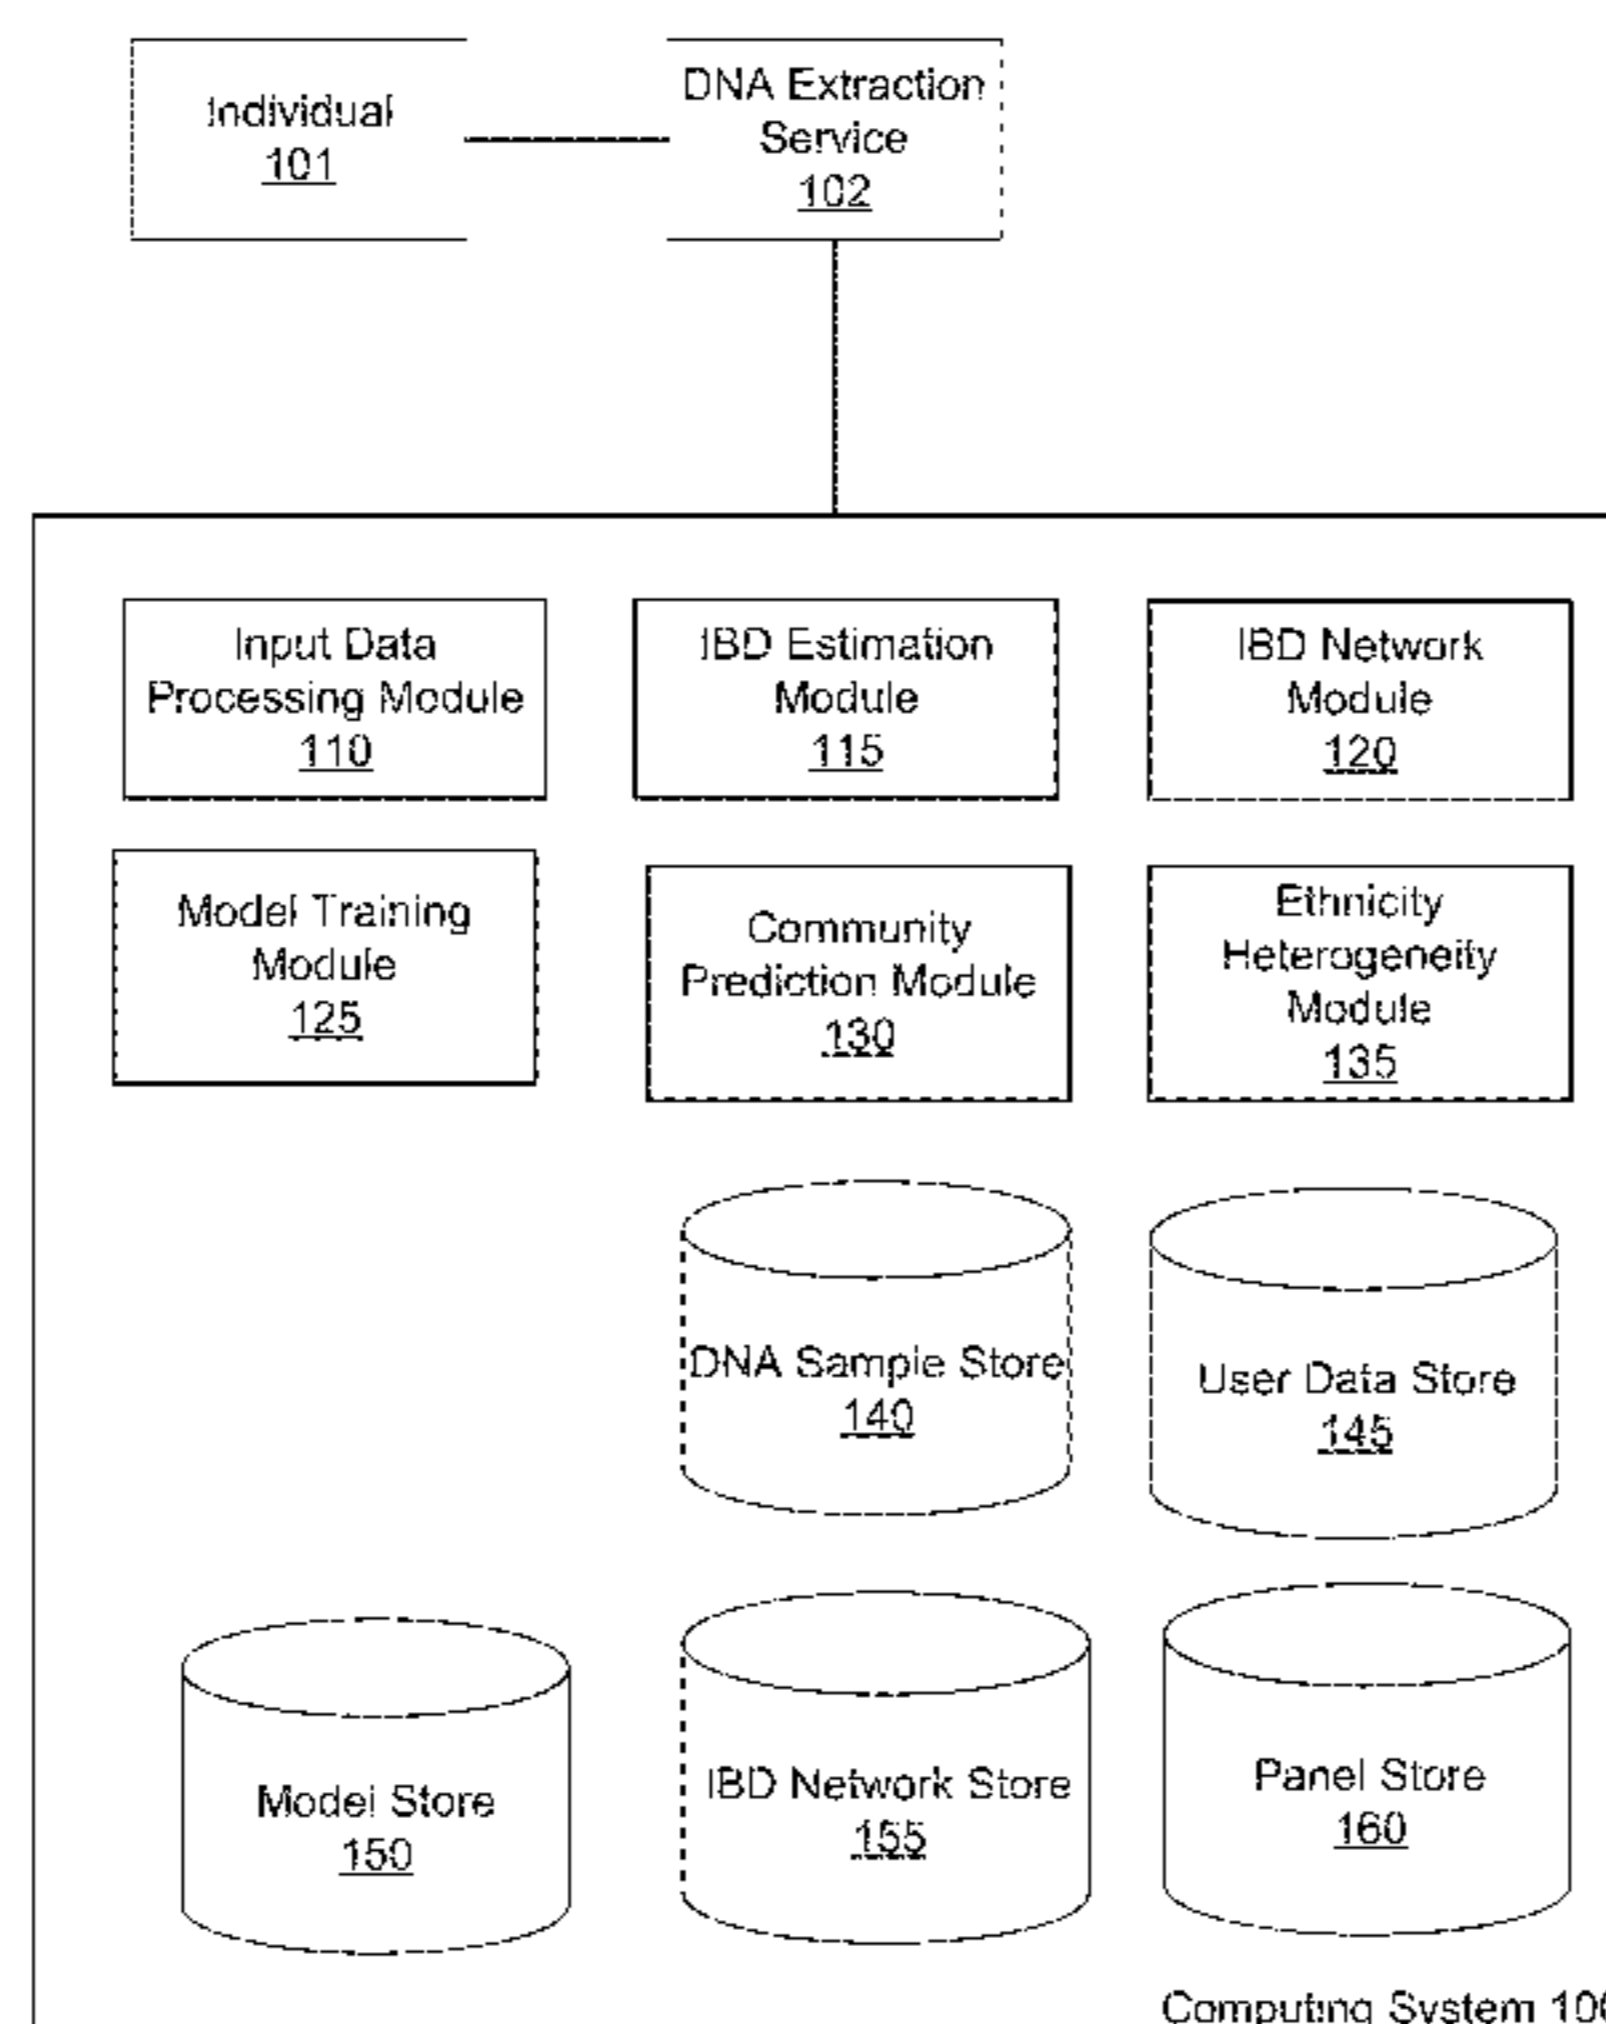 Individual
101
DNA Extraction
Service
102
Input Data
Processing Module
110
IBD Estimation
Module
115
IBD Network
Module
120
Model Training
Module
125
Community
Prediction Module
130
Ethnicity
Heterogeneity
Module
135
DNA Sample Store
140
User Data Store
145
Model Store
150
IBD Network Store
155
Panel Store
160
Computing System